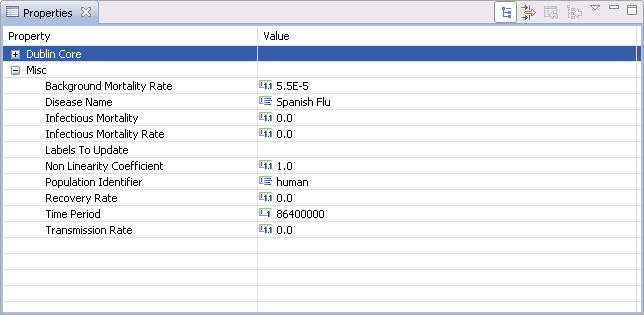 Properties
Property Value
Dublin Core
Misc
Background Mortality Rate 5.5E-5
Disease Name Spanish Flu
Infectious Mortality 0.0
Infectious Mortality Rate 0.0
Labels To Update
Non Linearity Coefficient 1.0
Population Identifier human
Recovery Rate 0.0
Time Period 86400000
Transmission Rate 0.0